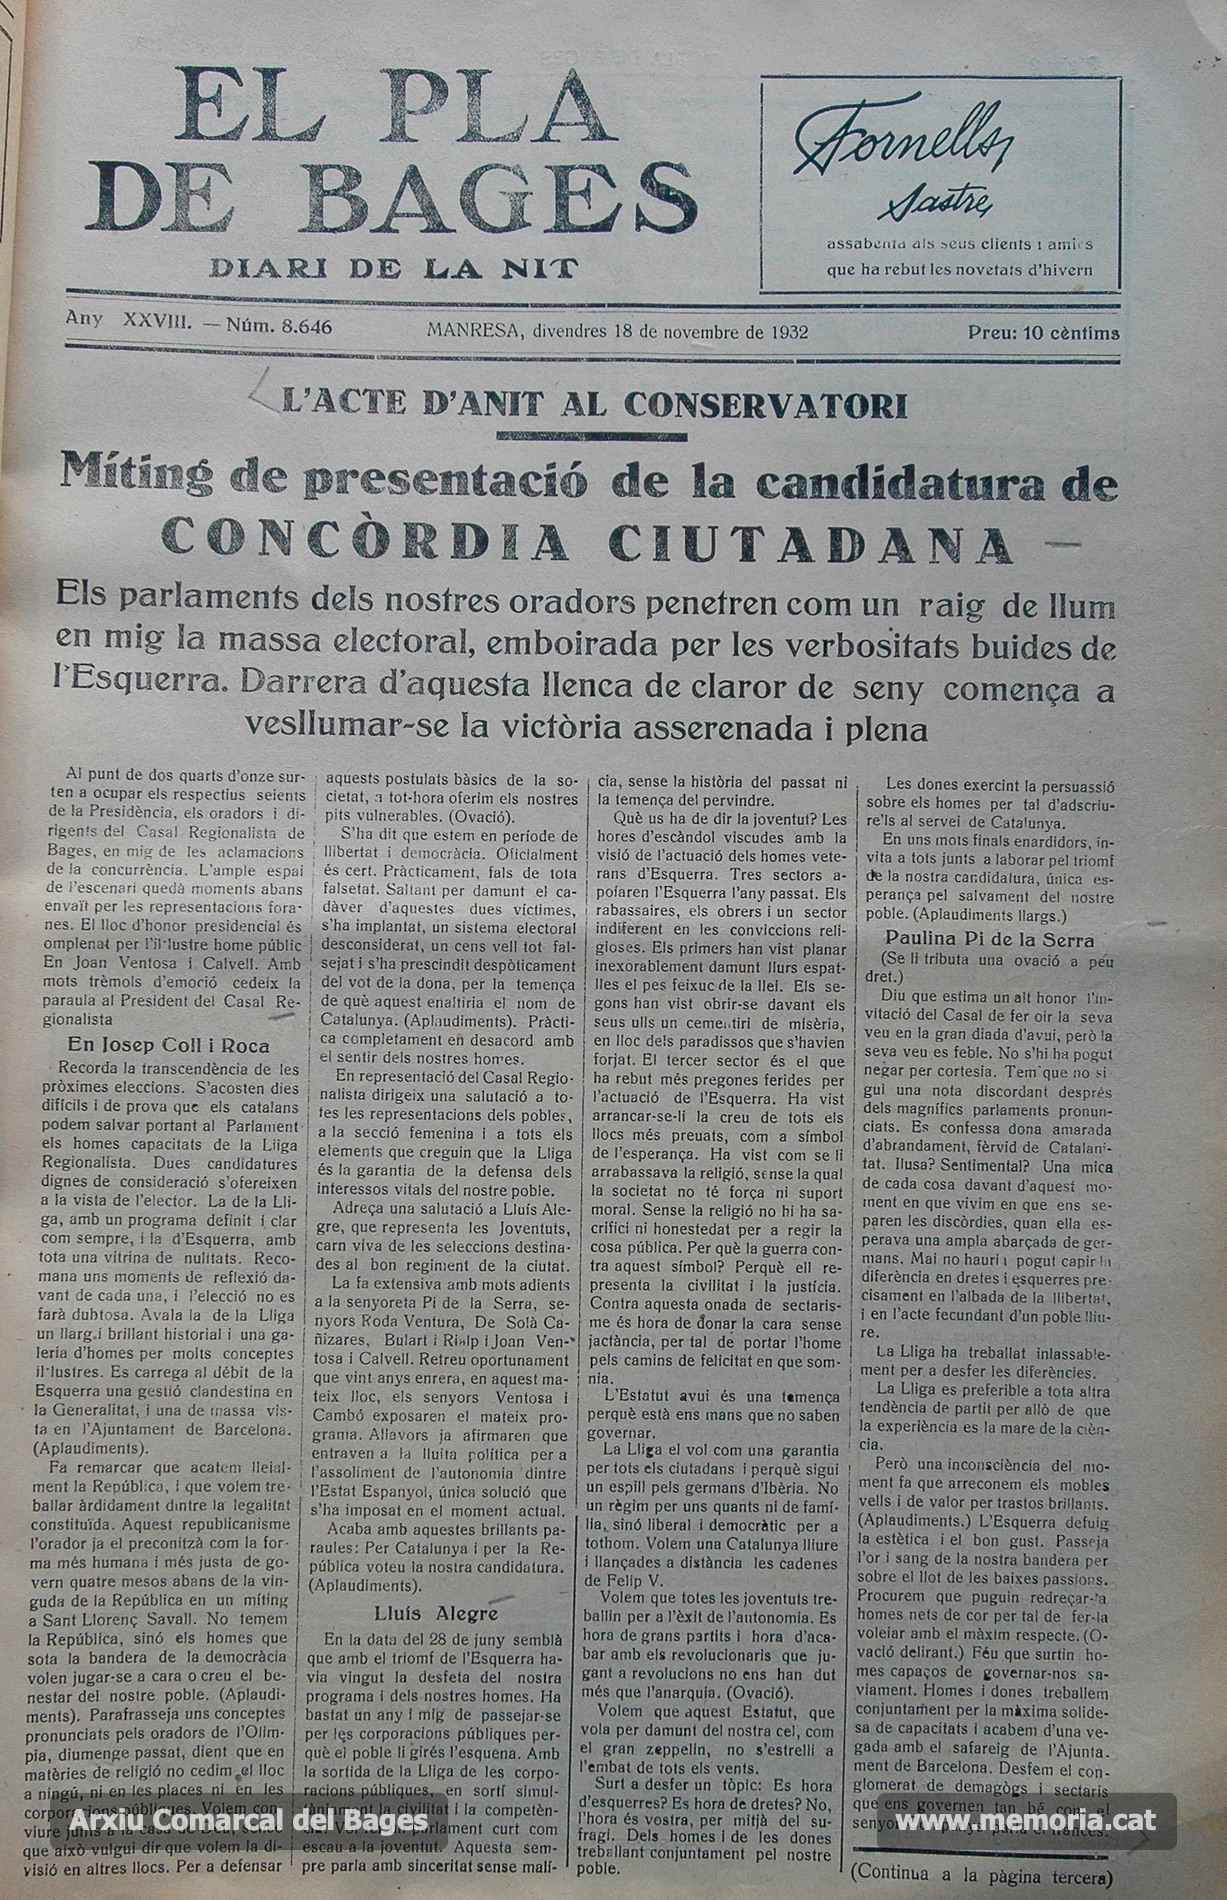 EL PLA
DE BAGES
DIARI DE LA NIT
Fornells
Sastre
assabenta als seus clients i amics
que ha rebut les novetats d'hivern
Any XXVIII. — Núm. 8.646
MANRESA, divendres 18 de novembre de 1932
Preu: 10 cèntims
L'ACTE D'ANIT AL CONSERVATORI
Míting de presentació de la candidatura de
CONCÒRDIA CIUTADANA
Els parlaments dels nostres oradors penetren com un raig de llum
en mig la massa electoral, emboirada per les verbositats buides de
l'Esquerra. Darrera d'aquesta llenca de claror de seny comença a
vesllumar-se la victòria asserenada i plena
Al punt de dos quarts d'onze sur-
ten a ocupar els respectius seients
de la Presidència, els oradors i di-
rigents del Casal Regionalista de
Bages, en mig de les aclamacions
de la concurrència. L'ample espai
de l'escenari quedà moments abans
envaït per les representacions fora-
nes. El lloc d'honor presidencial és
omplenat per l'il·lustre home públic
En Joan Ventosa i Calvell. Amb
mots trèmols d'emoció cedeix la
paraula al President del Casal Re-
gionalista
En Josep Coll i Roca
Recorda la transcendència de les
pròximes eleccions. S'acosten dies
difícils i de prova que els catalans
podem salvar portant al Parlament
els homes capacitats de la Lliga
Regionalista. Dues candidatures
dignes de consideració s'ofereixen
a la vista de l'elector. La de la Lli-
ga, amb un programa definit i clar
com sempre, i la d'Esquerra, amb
tota una vitrina de nulitats. Reco-
mana uns moments de reflexió da-
vant de cada una, i l'elecció no es
farà dubtosa. Avala la de la Lliga
un llarg i brillant historial i una ga-
leria d'homes per molts conceptes
il·lustres. Es carrega al débit de la
Esquerra una gestió clandestina en
la Generalitat, i una de massa vis-
ta en l'Ajuntament de Barcelona.
(Aplaudiments).
Fa remarcar que acatem lleial-
ment la República, i que volem tre-
ballar àrdidament dintre la legalitat
constituïda. Aquest republicanisme
l'orador ja el preconitzà com la for-
ma més humana i més justa de go-
vern quatre mesos abans de la vin-
guda de la República en un míting
a Sant Llorenç Savall. No temem
la República, sinó els homes que
sota la bandera de la democràcia
volen jugar-se a cara o creu el be-
nestar del nostre poble. (Aplaudi-
ments). Parafrasseja uns conceptes
pronunciats pels oradors de l'Olím-
pia, diumenge passat, dient que en
matèries de religió no cedim el lloc
a ningú, ni en les places ni en les
corporacions públiques. Volem con-
viure junts a la casa de
que això vulgui dir que volem la di-
visió en altres llocs. Per a defensar
aquests postulats bàsics de la so-
cietat, a tot-hora oferim els nostres
pits vulnerables. (Ovació).
S'ha dit que estem en període de
llibertat i democràcia. Oficialment
és cert. Pràcticament, fals de tota
falsetat. Saltant per damunt el ca-
dàver d'aquestes dues víctimes,
s'ha implantat, un sistema electoral
desconsiderat, un cens vell tot fal-
sejat i s'ha prescindit despòticament
del vot de la dona, per la temença
de què aquest enaltiria el nom de
Catalunya. (Aplaudiments). Pràcti-
ca completament en desacord amb
el sentir dels nostres homes.
En representació del Casal Regio-
nalista dirigeix una salutació a to-
tes les representacions dels pobles,
a la secció femenina i a tots els
elements que creguin que la Lliga
és la garantia de la defensa dels
interessos vitals del nostre poble.
Adreça una salutació a Lluís Ale-
gre, que representa les Joventuts,
carn viva de les seleccions destina-
des al bon regiment de la ciutat.
La fa extensiva amb mots adients
a la senyoreta Pi de la Serra, se-
nyors Roda Ventura, De Solà Ca-
ñizares, Bulart i Rialp i Joan Ven-
tosa i Calvell. Retreu oportunament
que vint anys enrera, en aquest ma-
teix lloc, els senyors Ventosa i
Cambó exposaren el mateix pro-
grama. Allavors ja afirmaren que
entraven a la lluita política per a
l'assoliment de l'autonomia dintre
l'Estat Espanyol, única solució que
s'ha imposat en el moment actual.
Acaba amb aquestes brillants pa-
raules: Per Catalunya i per la Re-
pública voteu la nostra candidatura.
(Aplaudiments).
Lluís Alegre
En la data del 28 de juny semblà
que amb el triomf de l'Esquerra ha-
via vingut la desfeta del nostra
programa i dels nostres homes. Ha
bastat un any i mig de passejar-se
per les corporacions públiques per-
què el poble li girés l'esquena. Amb
la sortida de la Lliga de les corpo-
racions públiques, en sortí simul-
tàniament la civilitat i la competèn-
cia. parlament curt com
escau a la joventut. Aquesta sem-
pre parla amb sinceritat sense malí-
cia, sense la història del passat ni
la temença del pervindre.
Què us ha de dir la joventut? Les
hores d'escàndol viscudes amb la
visió de l'actuació dels homes vete-
rans d'Esquerra. Tres sectors a-
poiaren l'Esquerra l'any passat. Els
rabassaires, els obrers i un sector
indiferent en les conviccions reli-
gioses. Els primers han vist planar
inexorablement damunt llurs espat-
lles el pes feixuc de la llei. Els se-
gons han vist obrir-se davant els
seus ulls un cementiri de misèria,
en lloc dels paradissos que s'havien
forjat. El tercer sector és el que
ha rebut més pregones ferides per
l'actuació de l'Esquerra. Ha vist
arrancar-se-li la creu de tots els
llocs més preuats, com a símbol
de l'esperança. Ha vist com se li
arrabassava la religió, sense la qual
la societat no té força ni suport
moral. Sense la religió no hi ha sa-
crifici ni honestedat per a regir la
cosa pública. Per què la guerra con-
tra aquest símbol? Perquè ell re-
presenta la civilitat i la justícia.
Contra aquesta onada de sectaris-
me és hora de donar la cara sense
jactància, per tal de portar l'home
pels camins de felicitat en que som-
nia.
L'Estatut avui és una temença
perquè està ens mans que no saben
governar.
La Lliga el vol com una garantia
per tots els ciutadans i perquè sigui
un espill pels germans d'Ibèria. No
un règim per uns quants ni de famí-
lia, sinó liberal i democràtic per a
tothom. Volem una Catalunya lliure
i llançades a distància les cadenes
de Felip V.
Volem que totes les joventuts tre-
ballin per a l'èxit de l'autonomia. Es
hora de grans partits i hora d'aca-
bar amb els revolucionaris que ju-
gant a revolucions no ens han dut
més que l'anarquia. (Ovació).
Volem que aquest Estatut, que
vola per damunt del nostra cel, com
el gran zeppelin, no s'estrelli a
l'embat de tots els vents.
Surt a desfer un tòpic: Es hora
d'esquerres? Es hora de dretes? No,
l'hora és vostra, per mitjà del su-
fragi. Dels homes i de les dones
treballant conjuntament pel nostre
poble.
Les dones exercint la persuassió
sobre els homes per tal d'adscriu-
re'ls al servei de Catalunya.
En uns mots finals enardidors, in-
vita a tots junts a laborar pel triomf
de la nostra candidatura, única es-
perança pel salvament del nostre
poble. (Aplaudiments llargs.)
Paulina Pi de la Serra
(Se li tributa una ovació a peu
dret.)
Diu que estima un alt honor l'in-
vitació del Casal de fer oir la seva
veu en la gran diada d'avui, però la
seva veu es feble. No s'hi ha pogut
negar per cortesia. Tem que no si
gui una nota discordant després
dels magnífics parlaments pronun-
ciats. Es confessa dona amarada
d'abrandament, fèrvid de Catalani-
tat. Ilusa? Sentimental? Una mica
de cada cosa davant d'aquest mo-
ment en que vivim en que ens se-
paren les discòrdies, quan ella es-
perava una ampla abarçada de ger-
mans. Mai no hauria pogut capir la
diferència en dretes i esquerres pre-
cisament en l'albada de la llibertat,
i en l'acte fecundant d'un poble lliu-
re.
La Lliga ha treballat inlassable-
ment per a desfer les diferències.
La Lliga es preferible a tota altra
tendència de partit per allò de que
la experiència es la mare de la cièn-
cia.
Però una inconsciència del mo-
ment fa que arreconem els mobles
vells i de valor per trastos brillants.
(Aplaudiments.) L'Esquerra defuig
la estètica i el bon gust. Passeja
l'or i sang de la nostra bandera per
sobre el llot de les baixes passions.
Procurem que puguin redreçar-la
homes nets de cor per tal de fer-la
voleiar amb el màxim respecte. (O-
vació delirant.) Féu que surtin ho-
mes capaços de governar-nos sa-
viament. Homes i dones treballem
conjuntament per la màxima solide-
sa de capacitats i acabem d'una ve-
gada amb el safareig de l'Ajunta-
ment de Barcelona. Desfem el con-
glomerat de demagògs i sectaris
que ens governen tan bé com el
senyor
(Continua a la pàgina tercera)
Arxiu Comarcal del Bages
www.memoria.cat